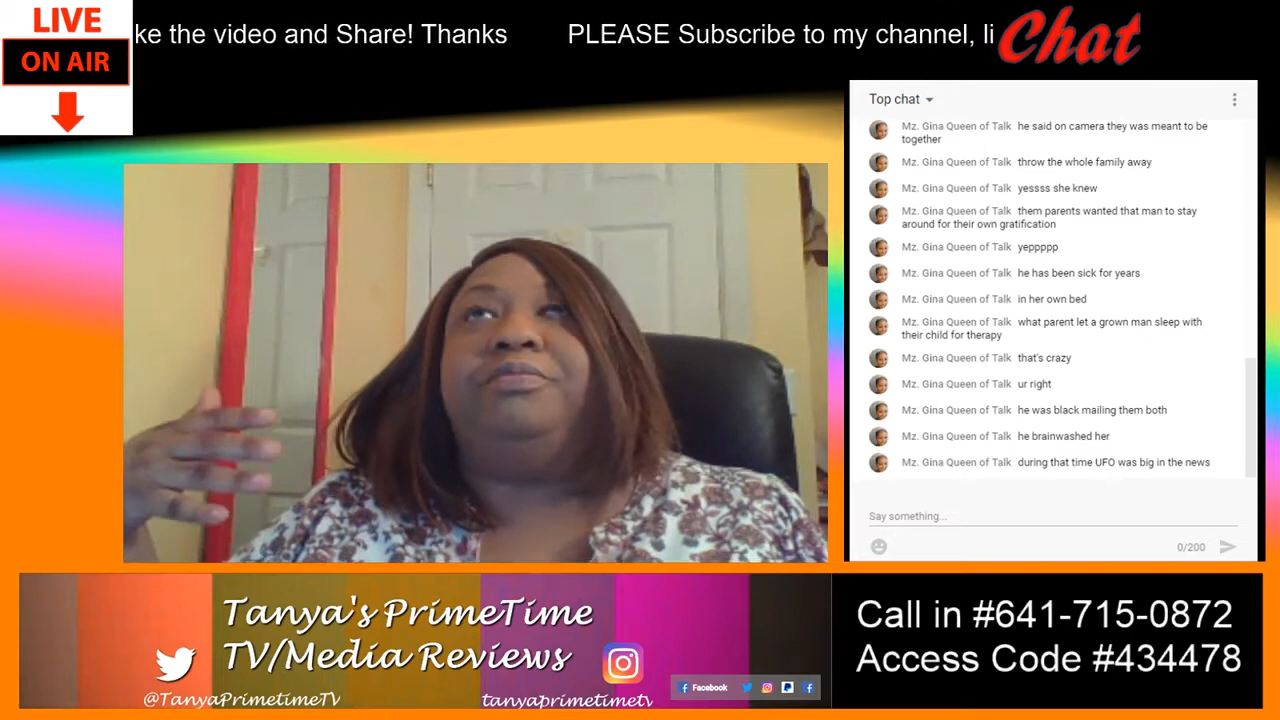 LIVE
ON AIR
ke the video and Share! Thanks PLEASE Subscribe to my channel, li
Chat
Top chat
Mz. Gina Queen of Talk he said on camera they was meant to be
together
Mz. Gina Queen of Talk throw the whole family away
Mz. Gina Queen of Talk yessss she knew
Mz. Gina Queen of Talk them parents wanted that man to stay
around for their own gratification
Mz. Gina Queen of Talk yeppppp
Mz. Gina Queen of Talk he has been sick for years
Mz. Gina Queen of Talk in her own bed
Mz. Gina Queen of Talk what parent let a grown man sleep with
their child for therapy
Mz. Gina Queen of Talk that's crazy
Mz. Gina Queen of Talk ur right
Mz. Gina Queen of Talk he was black mailing them both
Mz. Gina Queen of Talk he brainwashed her
Mz. Gina Queen of Talk during that time UFO was big in the news
Say something...
0/200
Tanya's PrimeTime
TV/Media Reviews
@TanyaPrimetimeTV
tanyaprimetimetv
Facebook
Call in #641-715-0872
Access Code #434478